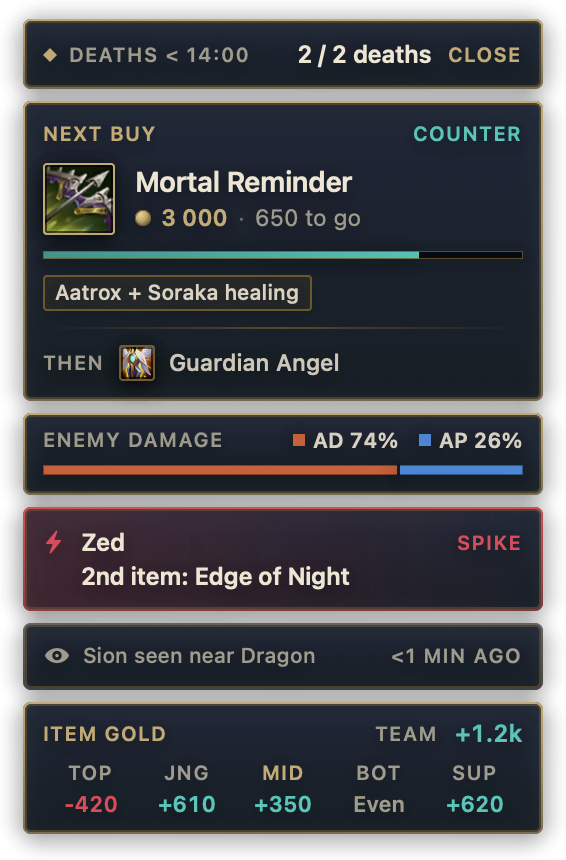 DEATHS < 14:00 2 / 2 deaths CLOSE
NEXT BUY COUNTER
Mortal Reminder
3 000 · 650 to go
Aatrox + Soraka healing
THEN Guardian Angel
ENEMY DAMAGE AD 74% AP 26%
Zed SPIKE
2nd item: Edge of Night
Sion seen near Dragon <1 MIN AGO
ITEM GOLD TEAM +1.2k
TOP JNG MID BOT SUP
-420 +610 +350 Even +620